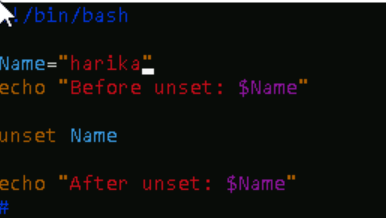 !/bin/bash
Name="harika"
echo "Before unset: $Name"
unset Name
echo "After unset: $Name"
#